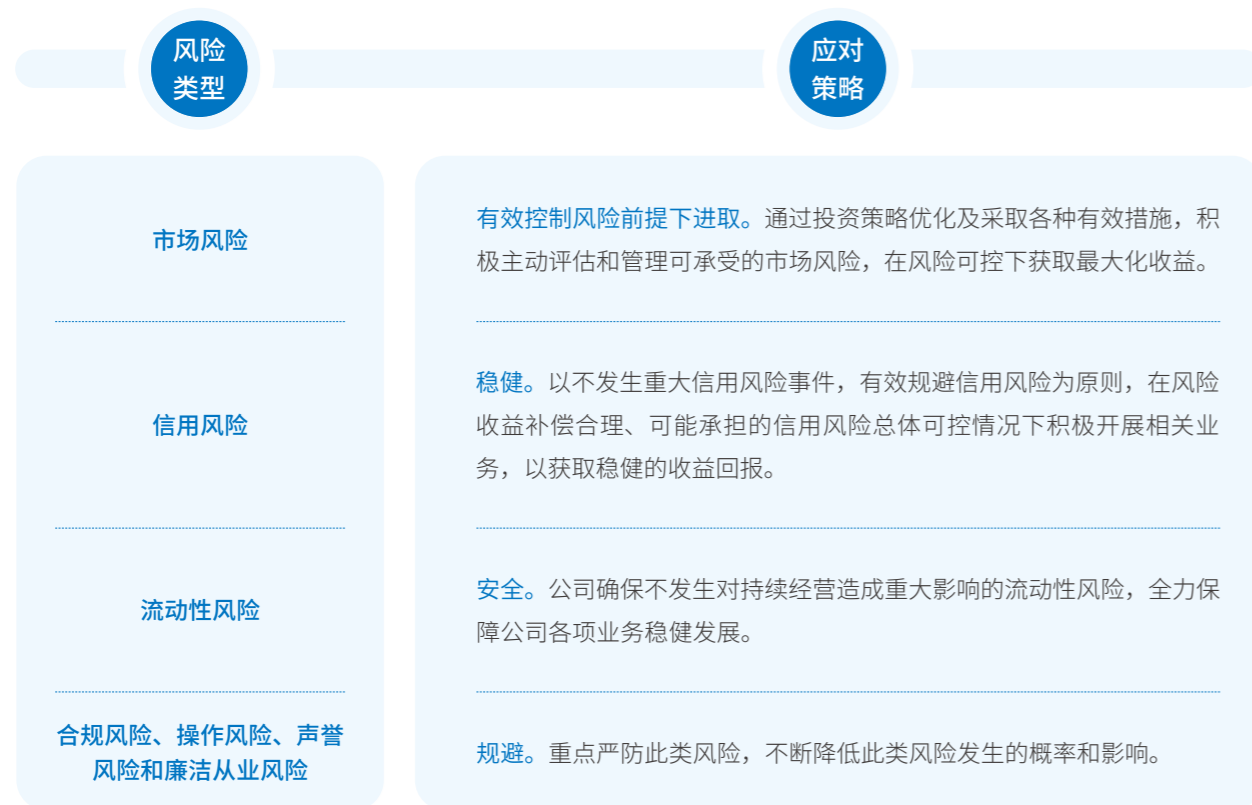 风险
类型
应对
策略
市场风险
有效控制风险前提下进取。通过投资策略优化及采取各种有效措施，积
极主动评估和管理可承受的市场风险，在风险可控下获取最大化收益。
信用风险
稳健。以不发生重大信用风险事件，有效规避信用风险为原则，在风险
收益补偿合理、可能承担的信用风险总体可控情况下积极开展相关业
务，以获取稳健的收益回报。
流动性风险
安全。公司确保不发生对持续经营造成重大影响的流动性风险，全力保
障公司各项业务稳健发展。
合规风险、操作风险、声誉
风险和廉洁从业风险
规避。重点严防此类风险，不断降低此类风险发生的概率和影响。